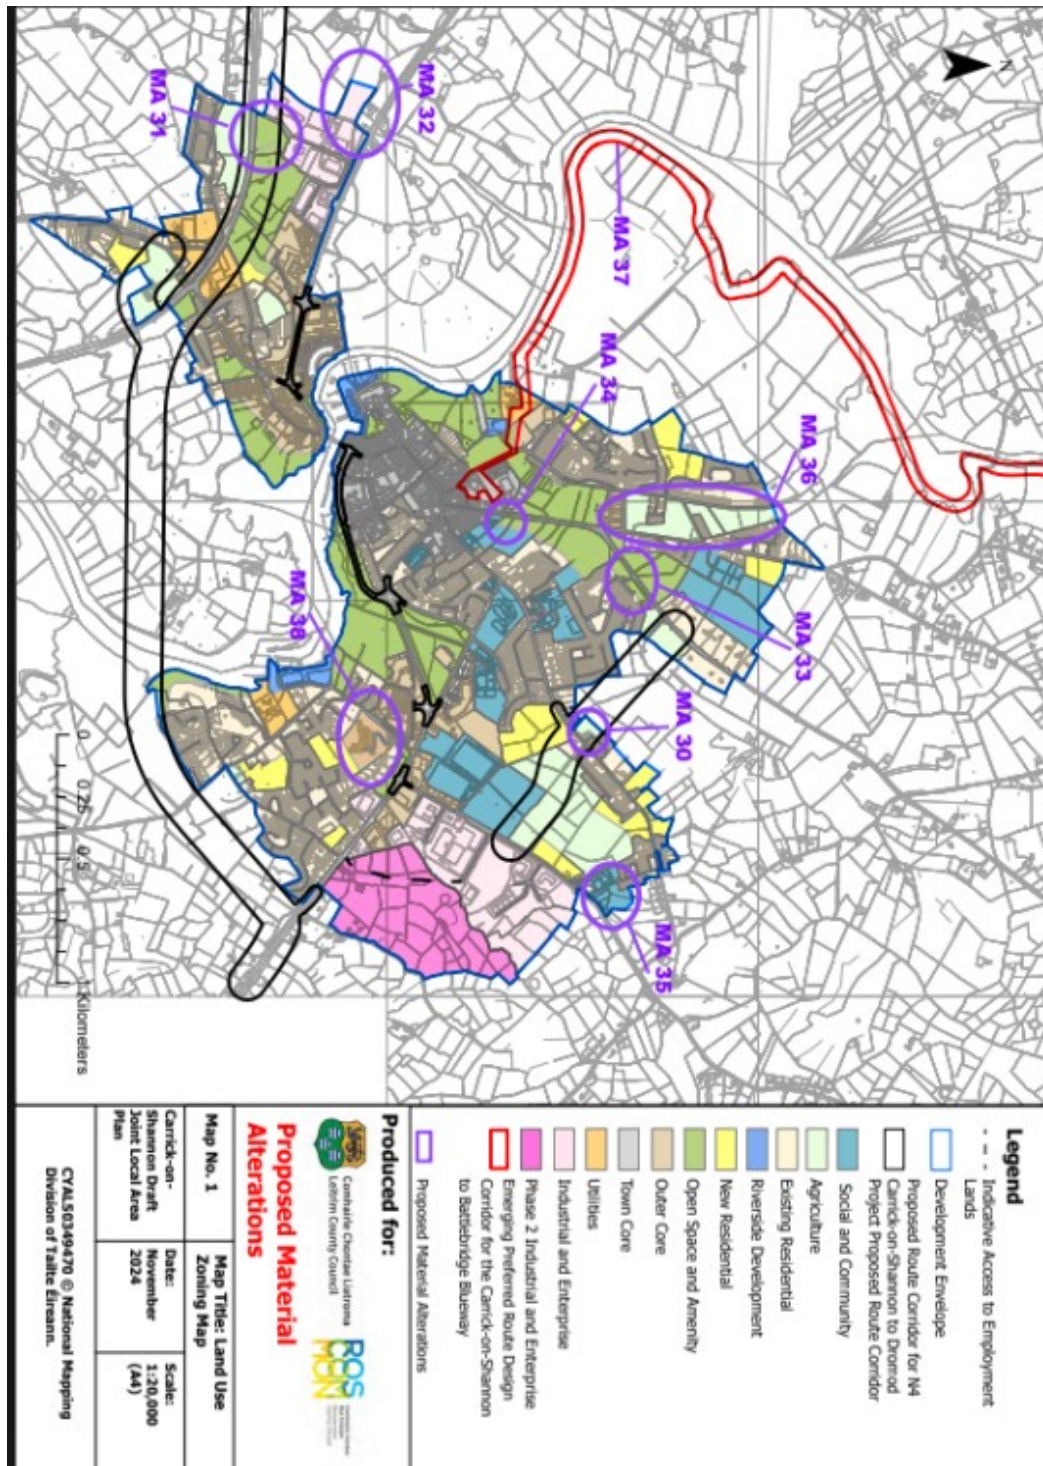 N
MA 32
MA 31
MA 37
MA 34
MA 36
MA 33
MA 38
MA 30
MA 35
0 0.25 0.5 1 Kilometers
Legend
Indicative Access to Employment
Lands
Development Envelope
Proposed Route Corridor for N4
Carrick-on-Shannon to Dromod
Project Proposed Route Corridor
Social and Community
Agriculture
Existing Residential
Riverside Development
New Residential
Open Space and Amenity
Outer Core
Town Core
Utilities
Industrial and Enterprise
Phase 2 Industrial and Enterprise
Emerging Preferred Route Design
Corridor for the Carrick-on-Shannon
to Battlebridge Blueway
Proposed Material Alterations
Produced for:
Comhairle Chontae Liatroma
Leitrim County Council
ROS
COM
MON
Proposed Material
Alterations
Map No. 1
Map Title: Land Use
Zoning Map
Carrick-on-
Shannon Draft
Joint Local Area
Plan
Date:
November
2024
Scale:
1:20,000
(A4)
CYAL50349470 © National Mapping
Division of Tailte Éireann.